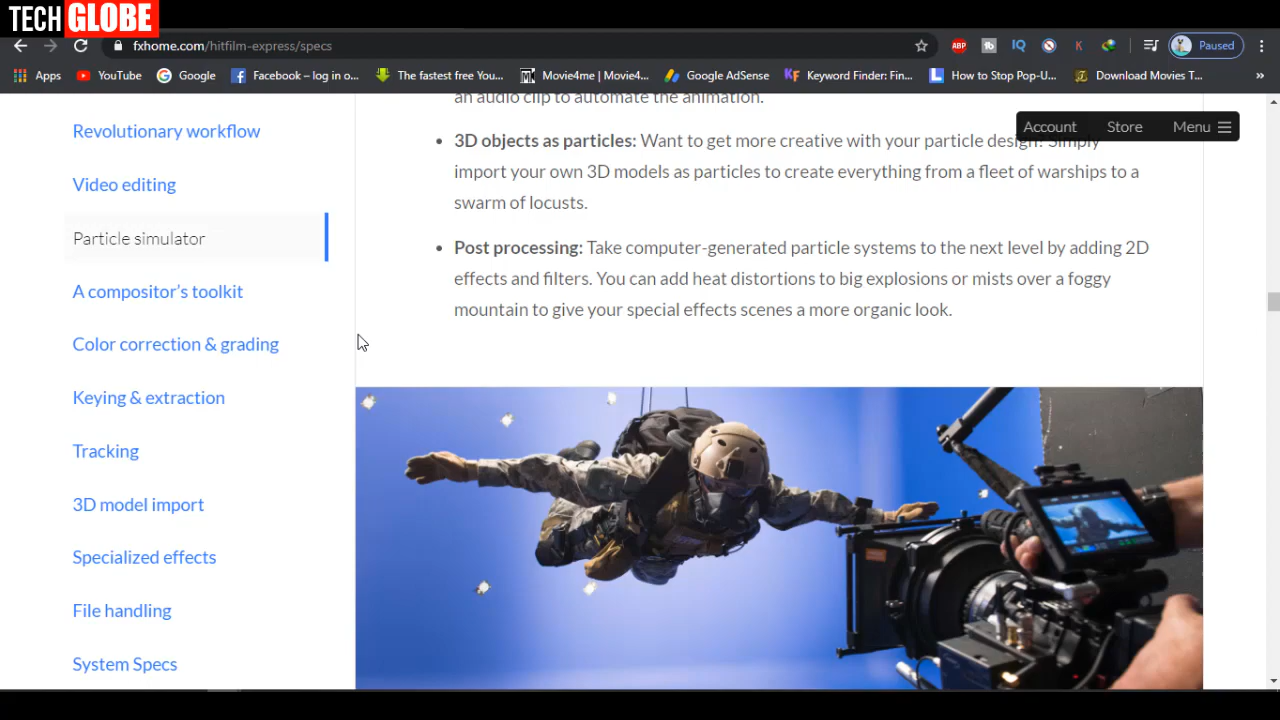 TECH GLOBE
fxhome.com/hitfilm-express/specs
ABP
IQ
K
Paused
Apps
YouTube
Google
Facebook – log in o...
The fastest free You...
Movie4me | Movie4...
Google AdSense
Keyword Finder: Fin...
How to Stop Pop-U...
Download Movies T...
»
Account
Store
Menu
Revolutionary workflow
Video editing
Particle simulator
A compositor's toolkit
Color correction & grading
Keying & extraction
Tracking
3D model import
Specialized effects
File handling
System Specs
an audio clip to automate the animation.
• 3D objects as particles: Want to get more creative with your particle design? Simply
import your own 3D models as particles to create everything from a fleet of warships to a
swarm of locusts.
• Post processing: Take computer-generated particle systems to the next level by adding 2D
effects and filters. You can add heat distortions to big explosions or mists over a foggy
mountain to give your special effects scenes a more organic look.